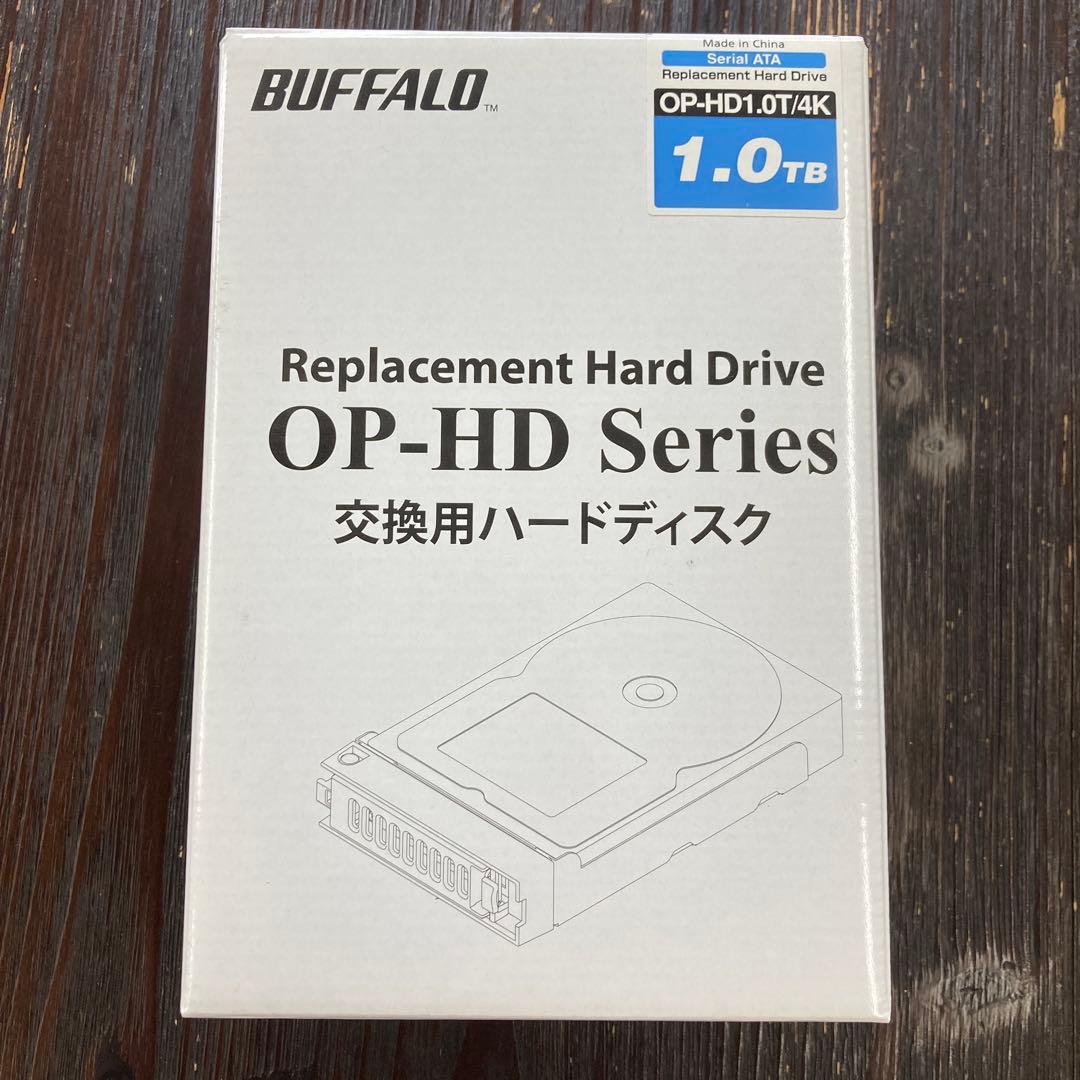 BUFFALO™
Made in China
Serial ATA
Replacement Hard Drive
OP-HD1.0T/4K
1.0TB
Replacement Hard Drive
OP-HD Series
交換用ハードディスク